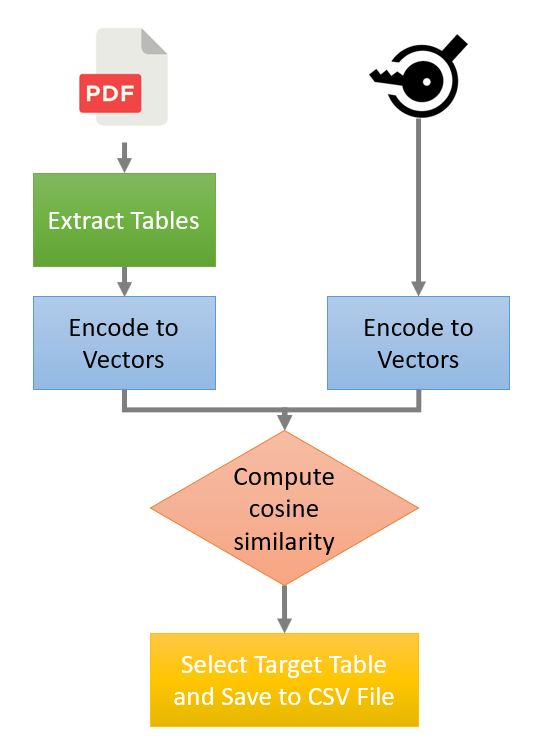 PDF
Extract Tables
Encode to
Vectors
Encode to
Vectors
Compute
cosine
similarity
Select Target Table
and Save to CSV File